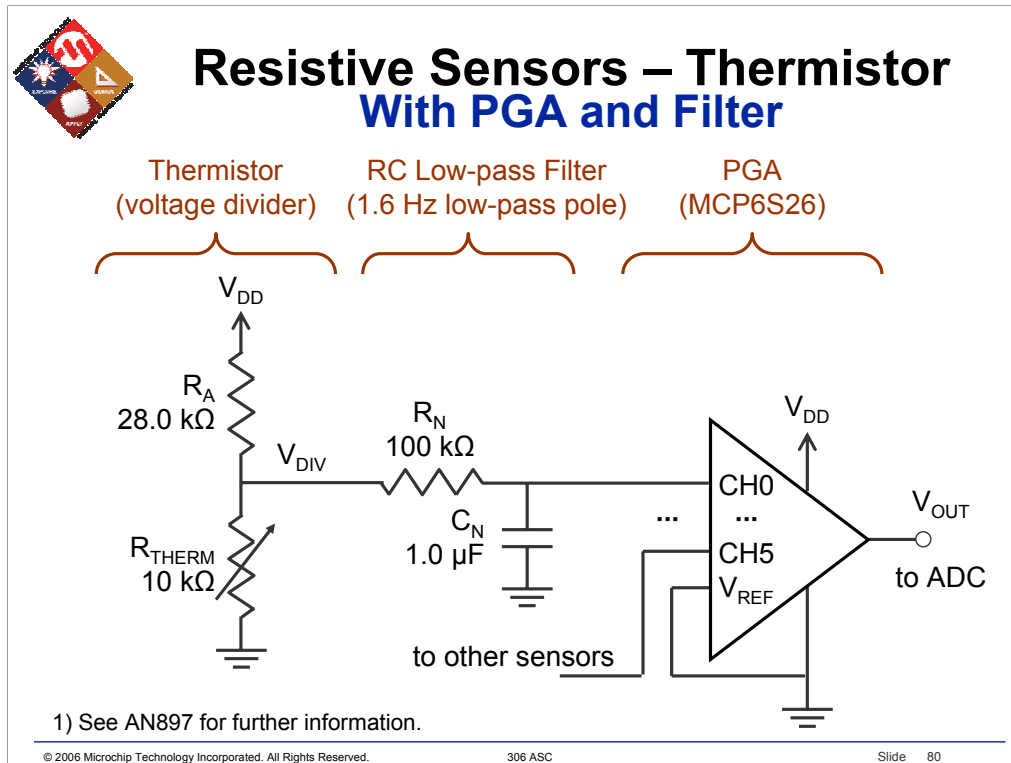 Resistive Sensors – Thermistor
With PGA and Filter
Thermistor
(voltage divider)
RC Low-pass Filter
(1.6 Hz low-pass pole)
PGA
(MCP6S26)
VDD
RA
28.0 kΩ
VDIV
RTHERM
10 kΩ
RN
100 kΩ
CN
1.0 µF
VDD
CH0
...
...
CH5
VREF
VOUT
to ADC
to other sensors
1) See AN897 for further information.
© 2006 Microchip Technology Incorporated. All Rights Reserved.
306 ASC
Slide 80